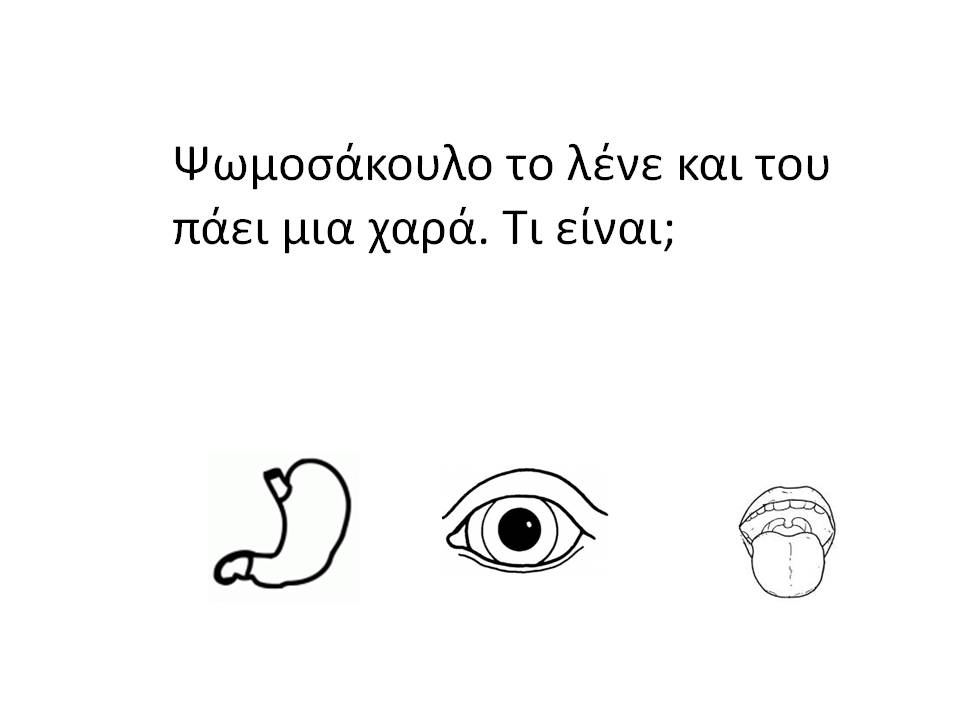 Ψωμοσάκουλο το λένε και του
πάει μια χαρά. Τι είναι;